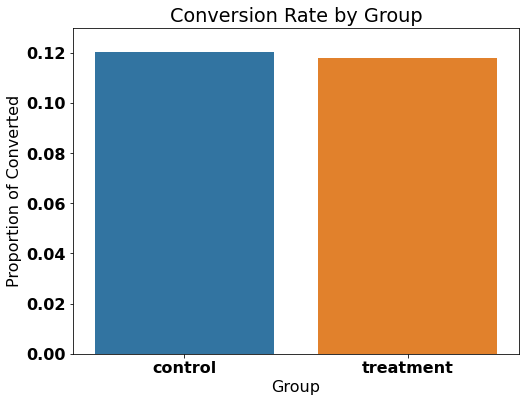 Conversion Rate by Group
Proportion of Converted
0.12
0.10
0.08
0.06
0.04
0.02
0.00
control treatment
Group